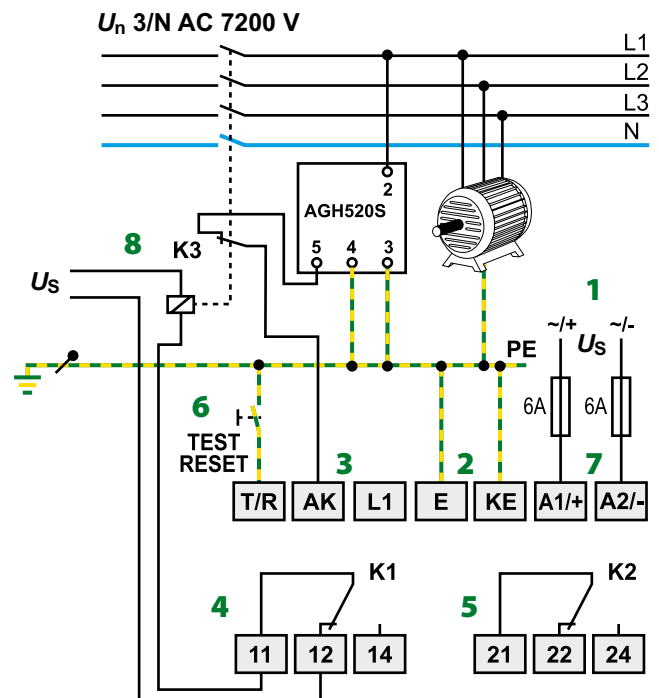 Un 3/N AC 7200 V
L1
L2
L3
N
2
AGH520S
5 4 3
8
K3
US
1
~/+ ~/-
US
PE
6A 6A
6
TEST
RESET
3 2 7
T/R AK L1 E KE A1/+ A2/-
K1 K2
4 5
11 12 14 21 22 24